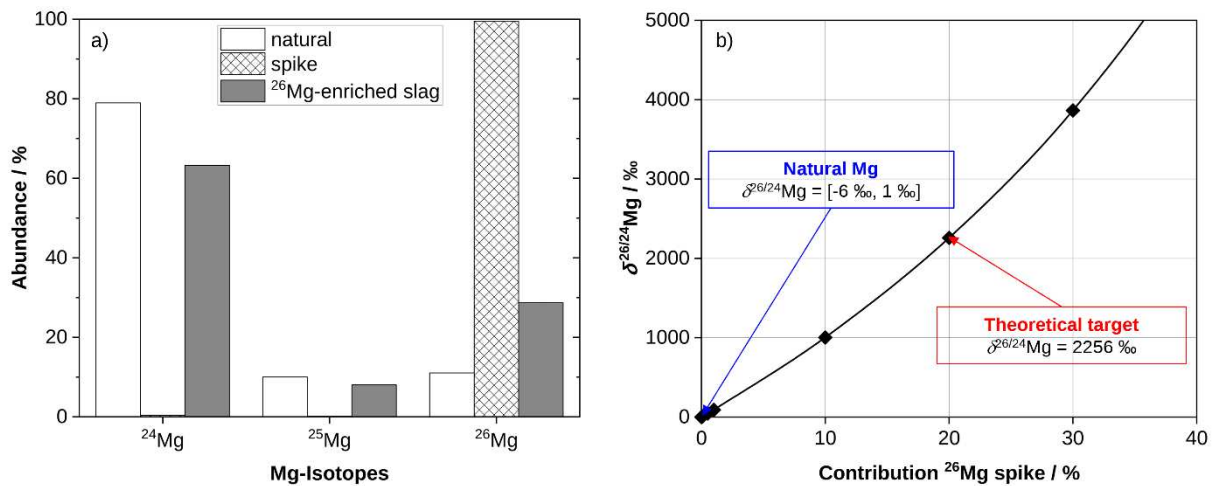 a)
natural
spike
²⁶Mg-enriched slag
100
80
60
40
20
0
Abundance / %
²⁴Mg
²⁵Mg
²⁶Mg
Mg-Isotopes
b)
5000
4000
3000
2000
1000
0
δ²⁶/²⁴Mg / ‰
Natural Mg
δ²⁶/²⁴Mg = [-6 ‰, 1 ‰]
Theoretical target
δ²⁶/²⁴Mg = 2256 ‰
0
10
20
30
40
Contribution ²⁶Mg spike / %